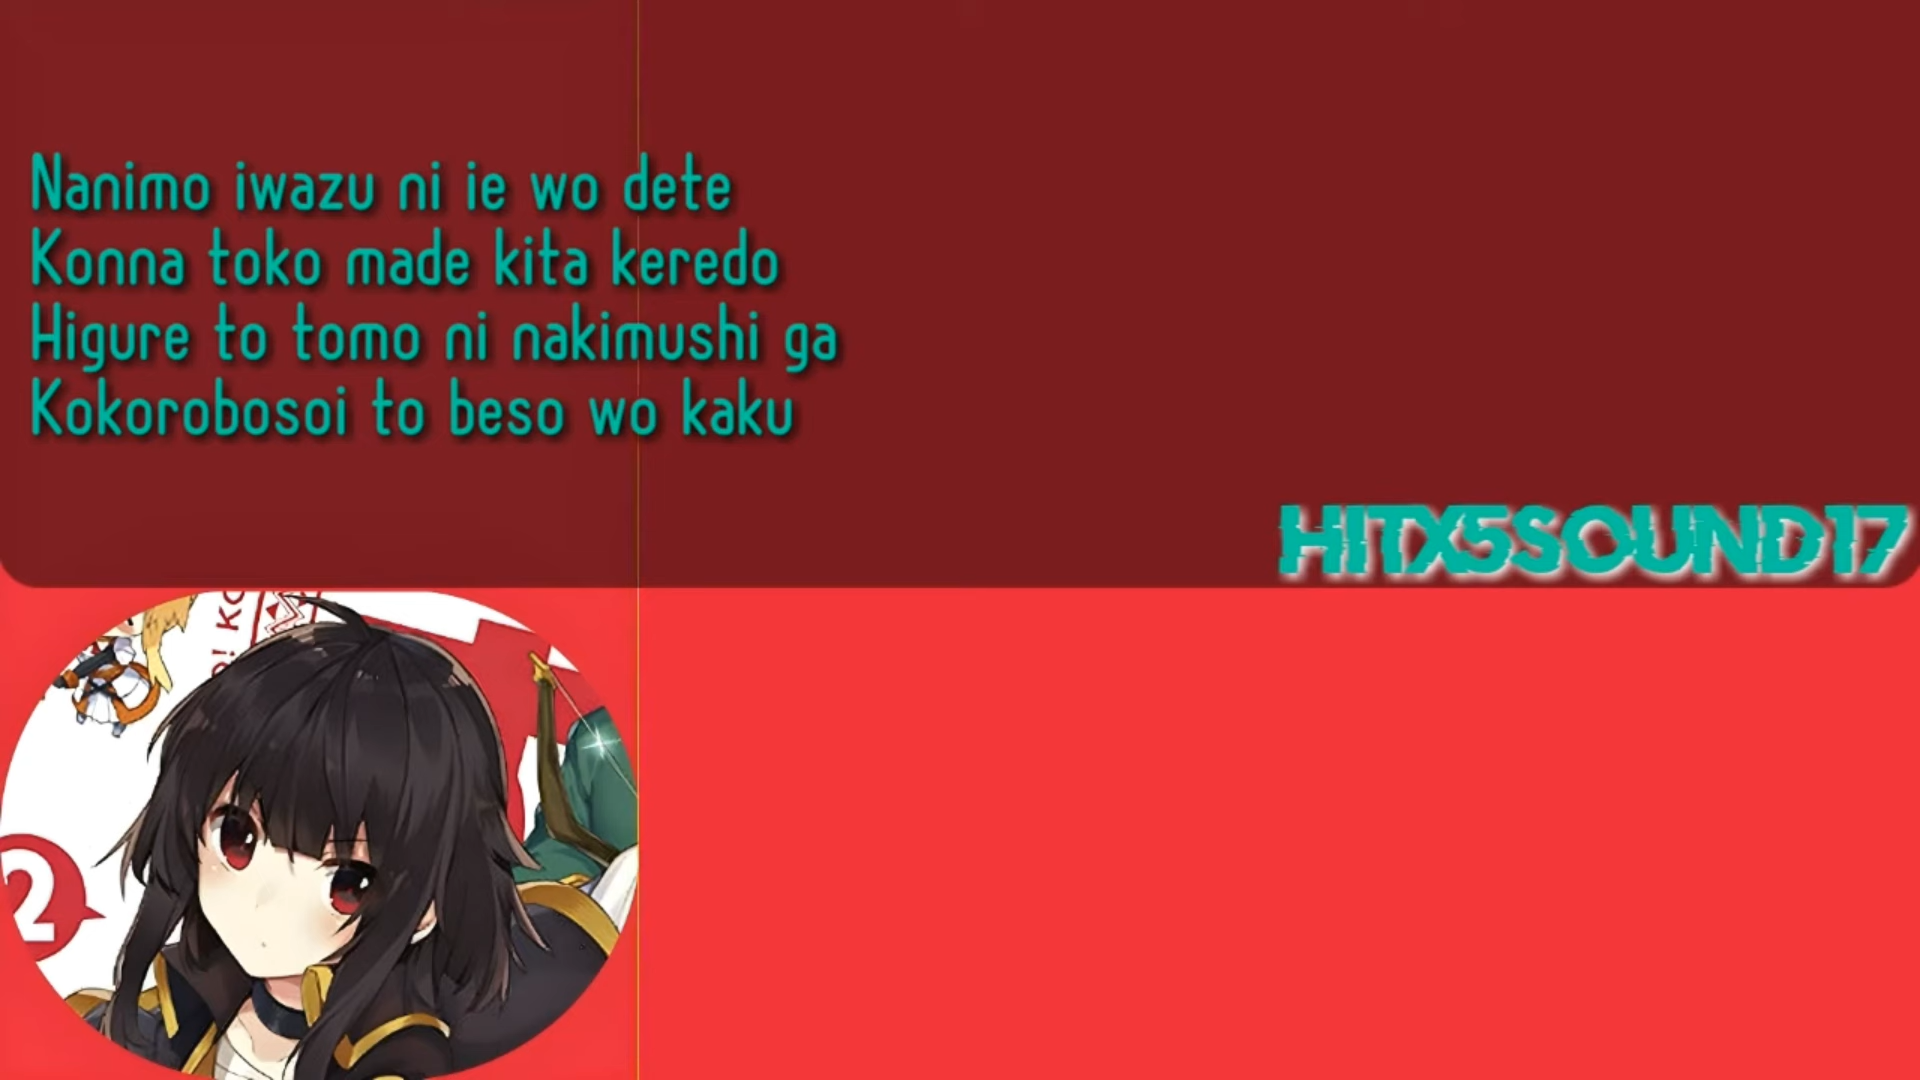 Nanimo iwazu ni ie wo dete
Konna toko made kita keredo
Higure to tomo ni nakimushi ga
Kokorobosoi to beso wo kaku
HITX5SOUND17
2